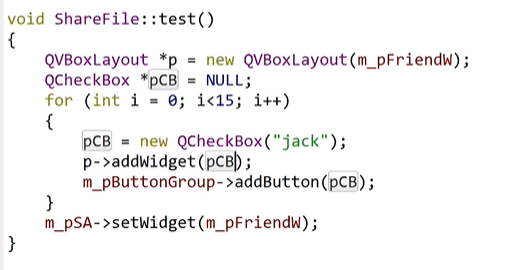 void ShareFile::test()
{
    QVBoxLayout *p = new QVBoxLayout(m_pFriendW);
    QCheckBox *pCB = NULL;
    for (int i = 0; i<15; i++)
    {
        pCB = new QCheckBox("jack");
        p->addWidget(pCB);
        m_pButtonGroup->addButton(pCB);
    }
    m_pSA->setWidget(m_pFriendW);
}